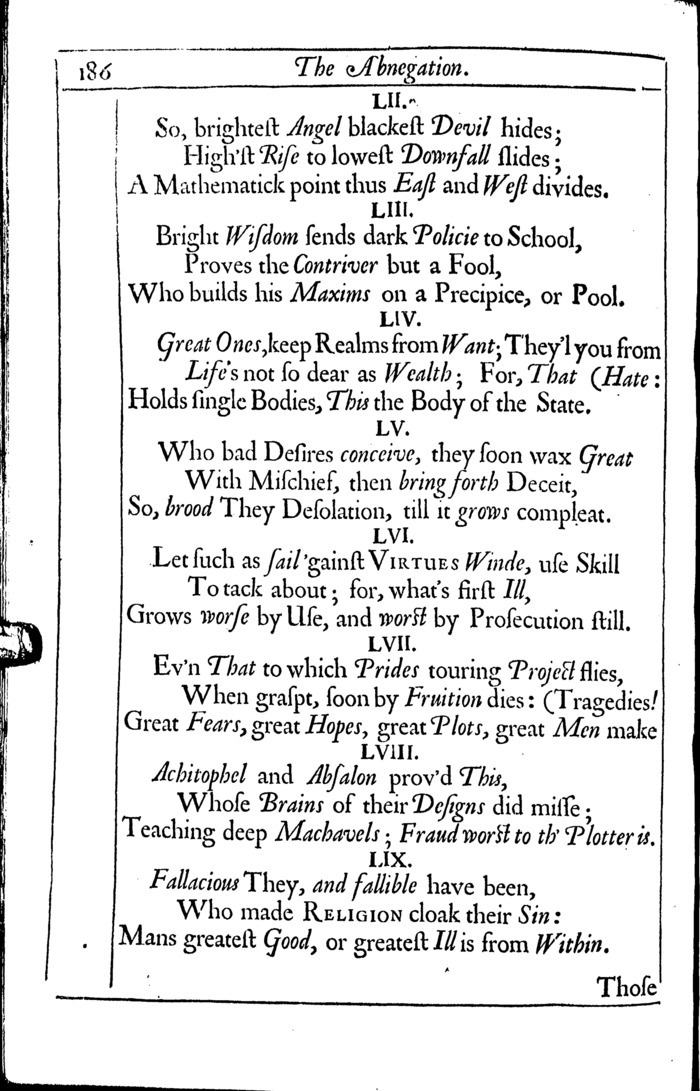 186 The Abnegation.
LII.
So, brighteſt Angel blackeſt Devil hides;
High'ſt Riſe to loweſt Downfall ſlides;
A Mathematick point thus Eaſt and Weſt divides.
LIII.
Bright Wiſdom ſends dark Policie to School,
Proves the Contriver but a Fool,
Who builds his Maxims on a Precipice, or Pool.
LIV.
Great Ones, keep Realms from Want; They'l you from
Life's not ſo dear as Wealth; For, That (Hate:
Holds ſingle Bodies, This the Body of the State.
LV.
Who bad Deſires conceive, they ſoon wax Great
With Miſchief, then bring forth Deceit,
So, brood They Deſolation, till it grows compleat.
LVI.
Let ſuch as ſail 'gainſt VIRTUES Winde, uſe Skill
To tack about; for, what's firſt Ill,
Grows worſe by Uſe, and worſt by Proſecution ſtill.
LVII.
Ev'n That to which Prides touring Project flies,
When graſpt, ſoon by Fruition dies: (Tragedies!
Great Fears, great Hopes, great Plots, great Men make
LVIII.
Achitophel and Abſalon prov'd This,
Whoſe Brains of their Deſigns did miſſe;
Teaching deep Machavels; Fraud worſt to th' Plotter is.
LIX.
Fallacious They, and fallible have been,
Who made RELIGION cloak their Sin:
Mans greateſt Good, or greateſt Ill is from Within.
Thoſe